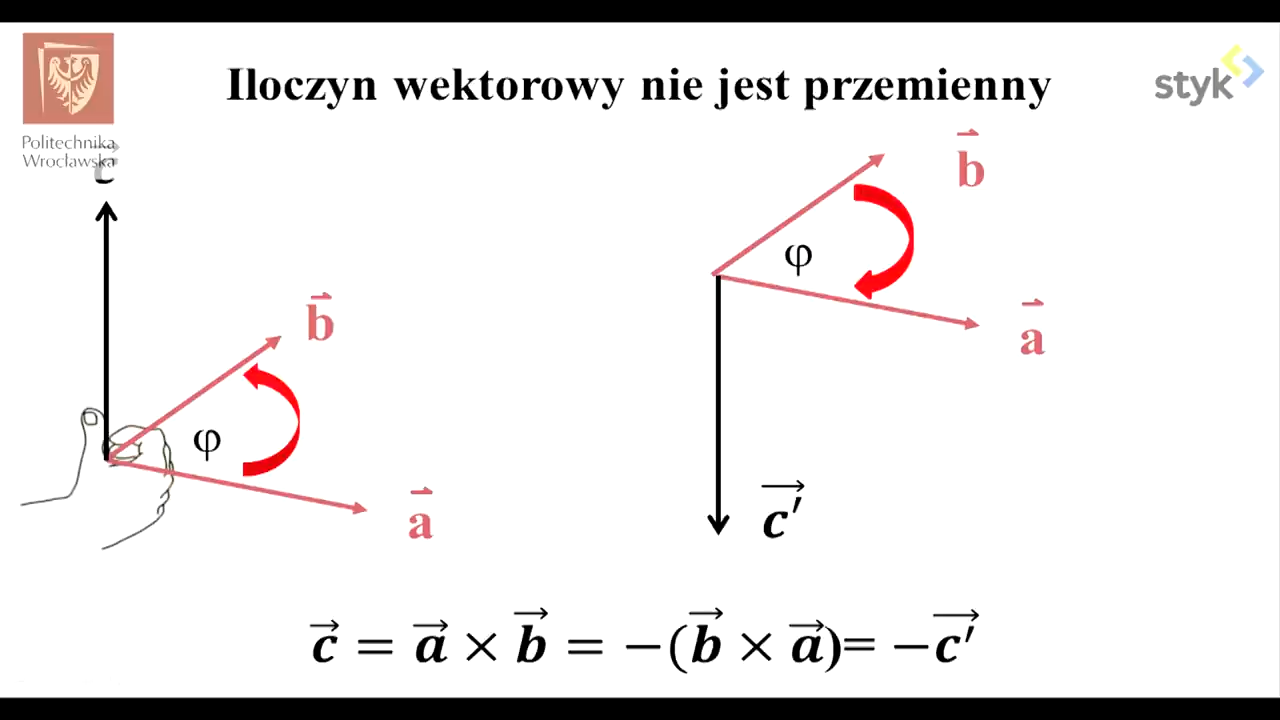 Iloczyn wektorowy nie jest przemienny
styk
Politechnika
Wrocławska
c⃗
b⃗
φ
a⃗
b⃗
φ
a⃗
c⃗′
c⃗ = a⃗ × b⃗ = −(b⃗ × a⃗)= −c⃗′